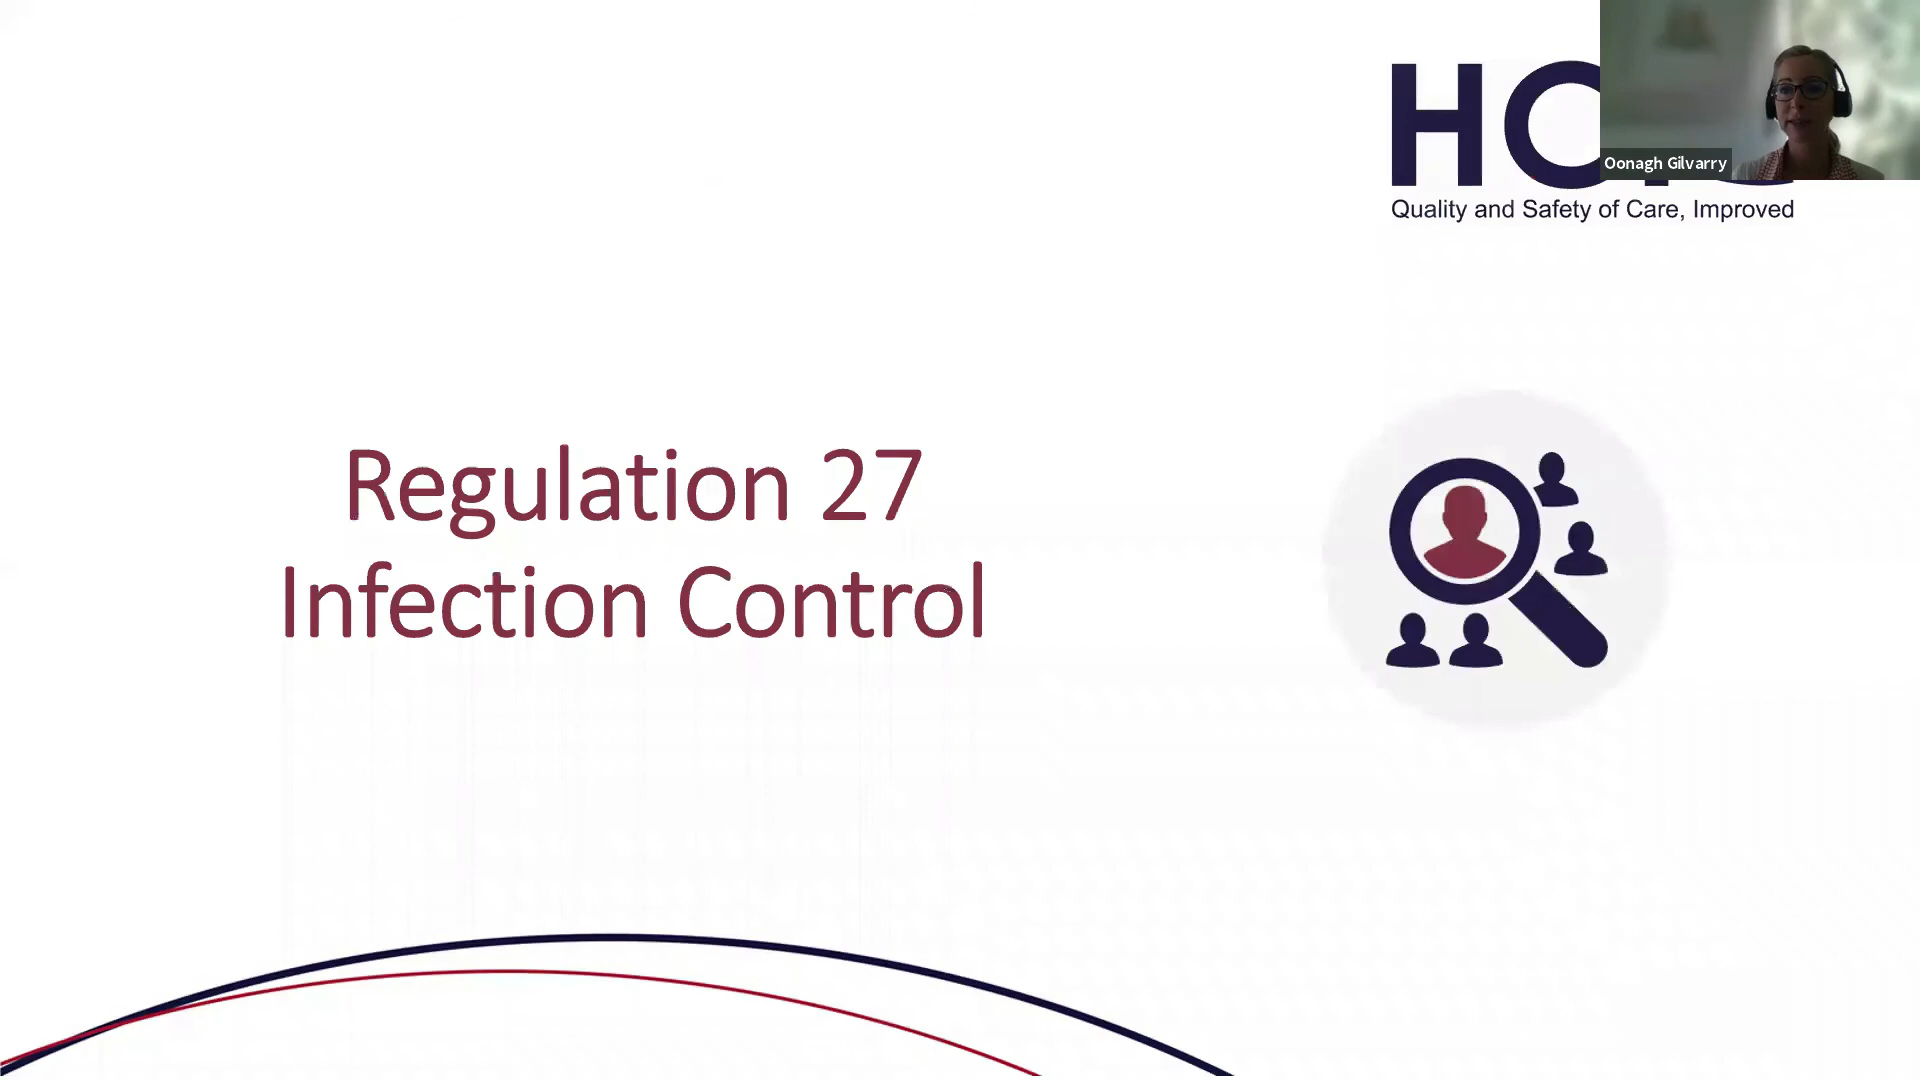 Oonagh Gilvarry
Quality and Safety of Care, Improved
Regulation 27
Infection Control